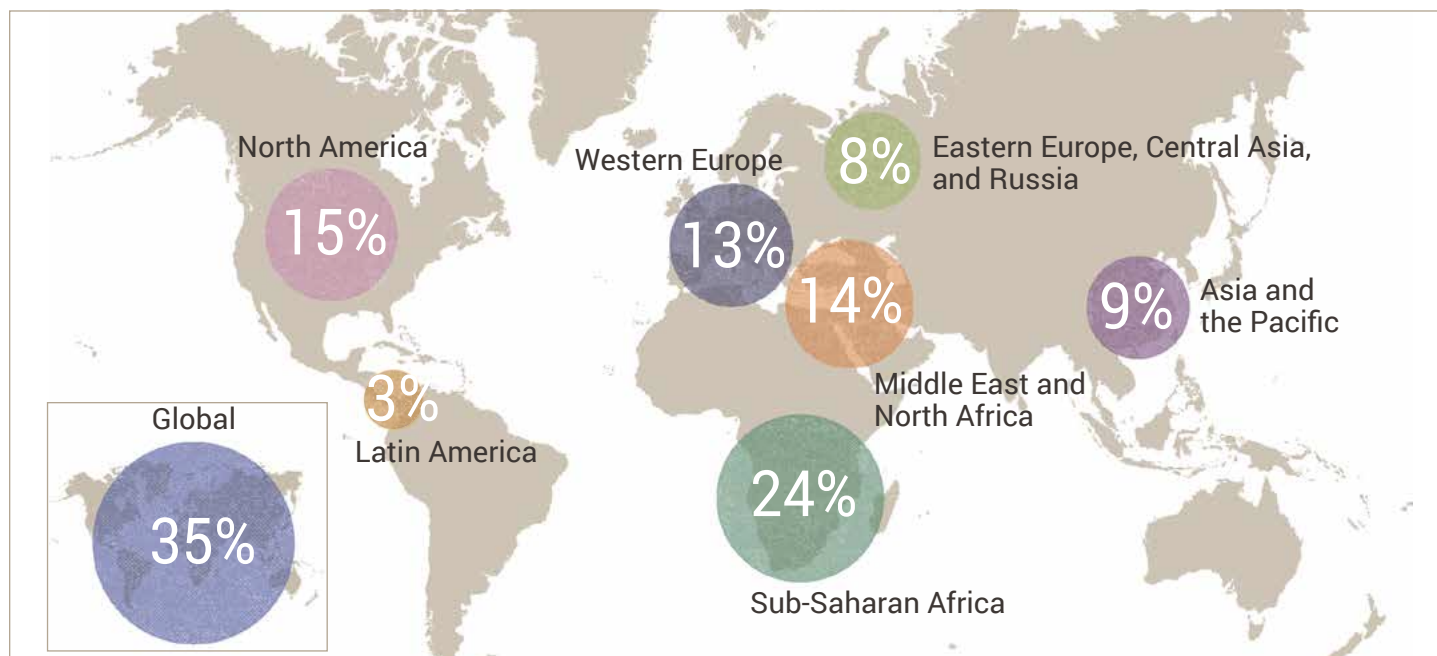 North America
15%
Western Europe
13%
8%
Eastern Europe, Central Asia,
and Russia
14%
Middle East and
North Africa
9%
Asia and
the Pacific
3%
Latin America
Global
35%
24%
Sub-Saharan Africa